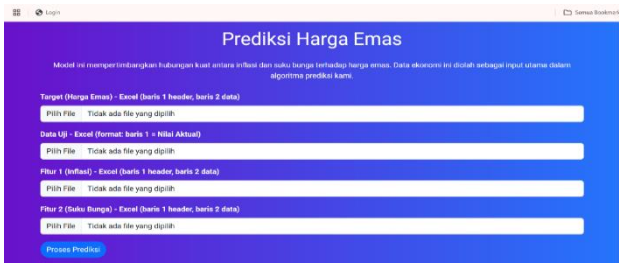 Login
Semua Bookmark
Prediksi Harga Emas
Model ini mempertimbangkan hubungan kuat antara inflasi dan suku bunga terhadap harga emas. Data ekonomi ini diolah sebagai input utama dalam
algoritma prediksi kami.
Target (Harga Emas) - Excel (baris 1 header, baris 2 data)
Pilih File Tidak ada file yang dipilih
Data Uji - Excel (format: baris 1 = Nilai Aktual)
Pilih File Tidak ada file yang dipilih
Fitur 1 (Inflasi) - Excel (baris 1 header, baris 2 data)
Pilih File Tidak ada file yang dipilih
Fitur 2 (Suku Bunga) - Excel (baris 1 header, baris 2 data)
Pilih File Tidak ada file yang dipilih
Proses Prediksi